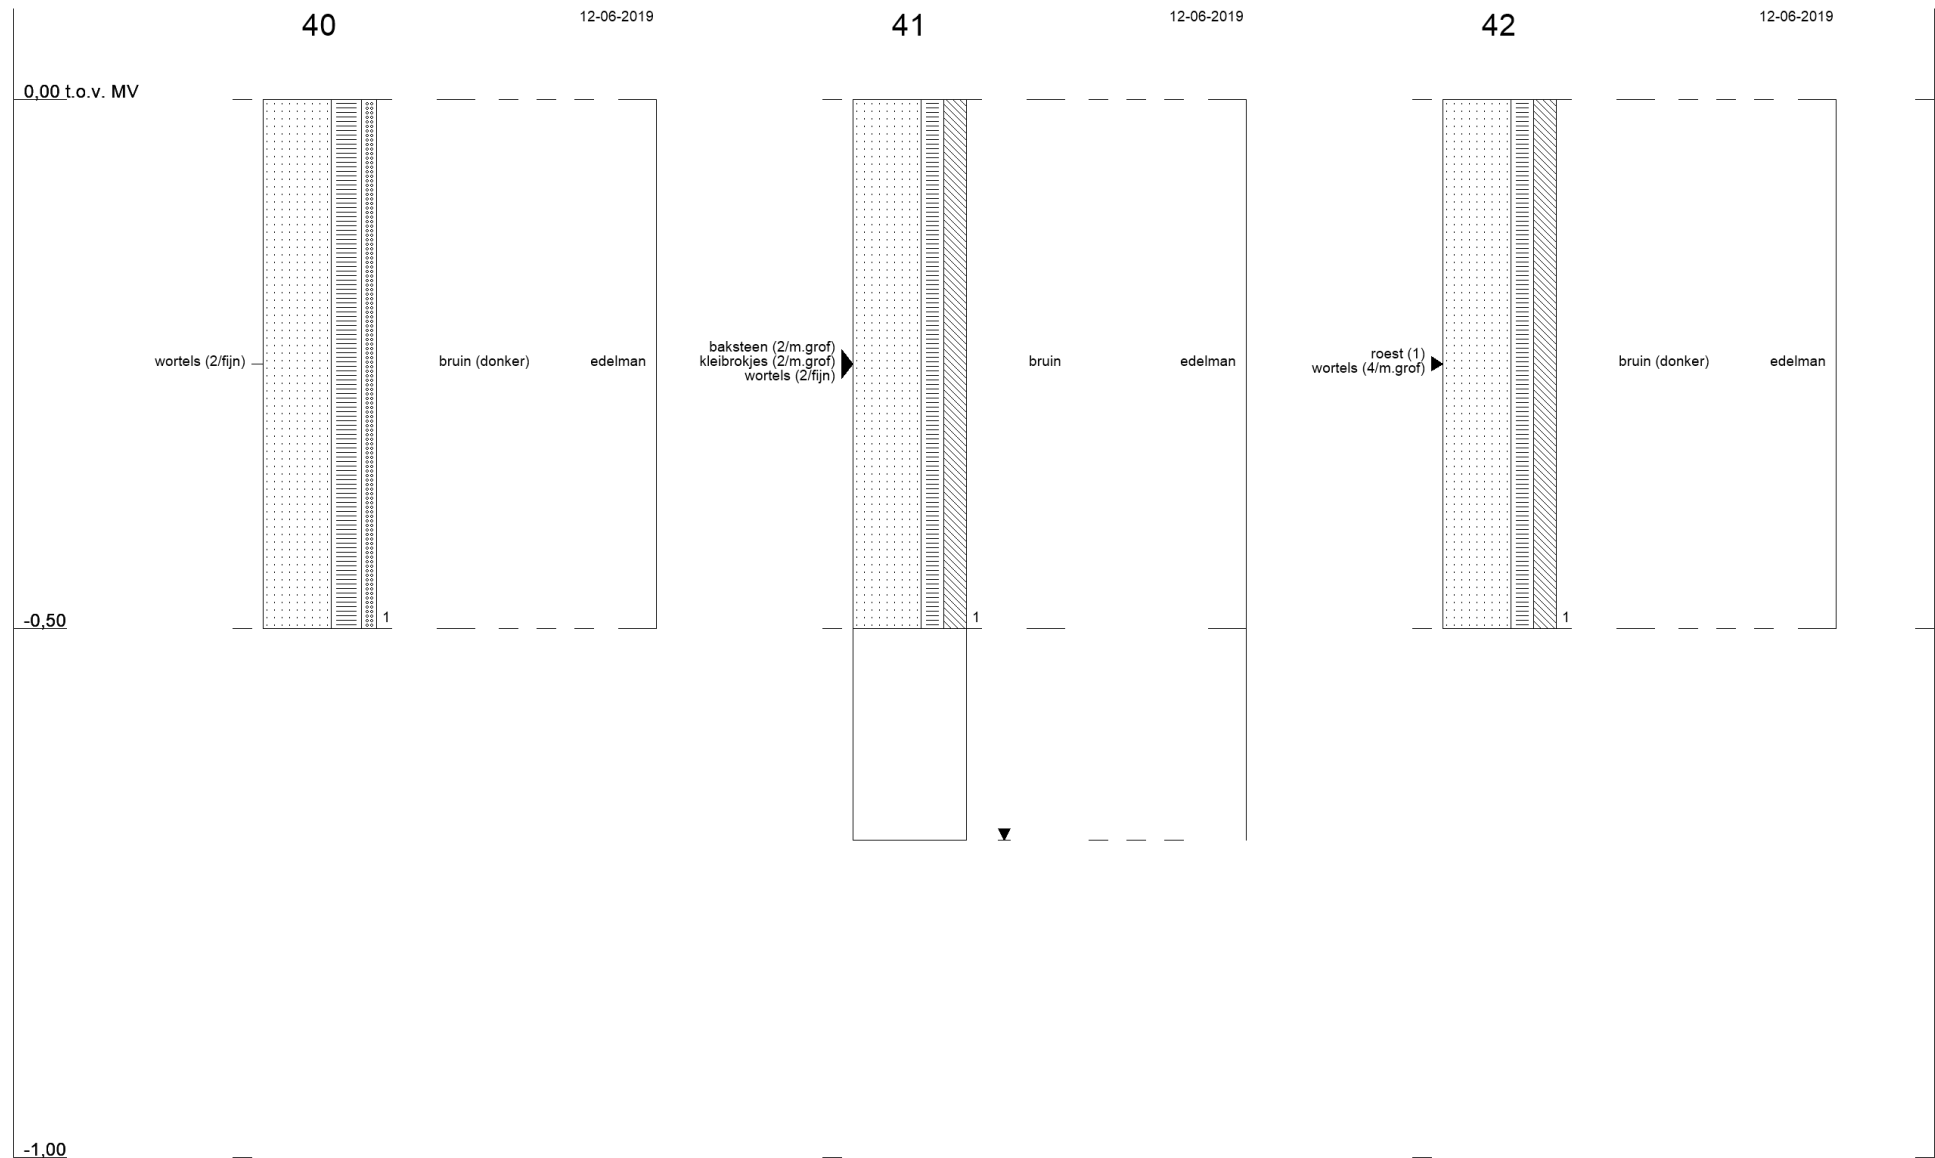 40
12-06-2019
41
12-06-2019
42
12-06-2019
0,00 t.o.v. MV
wortels (2/fijn)
bruin (donker)
edelman
baksteen (2/m.grof)
kleibrokjes (2/m.grof)
wortels (2/fijn)
bruin
edelman
roest (1)
wortels (4/m.grof)
bruin (donker)
edelman
-0,50
1
1
1
-1,00